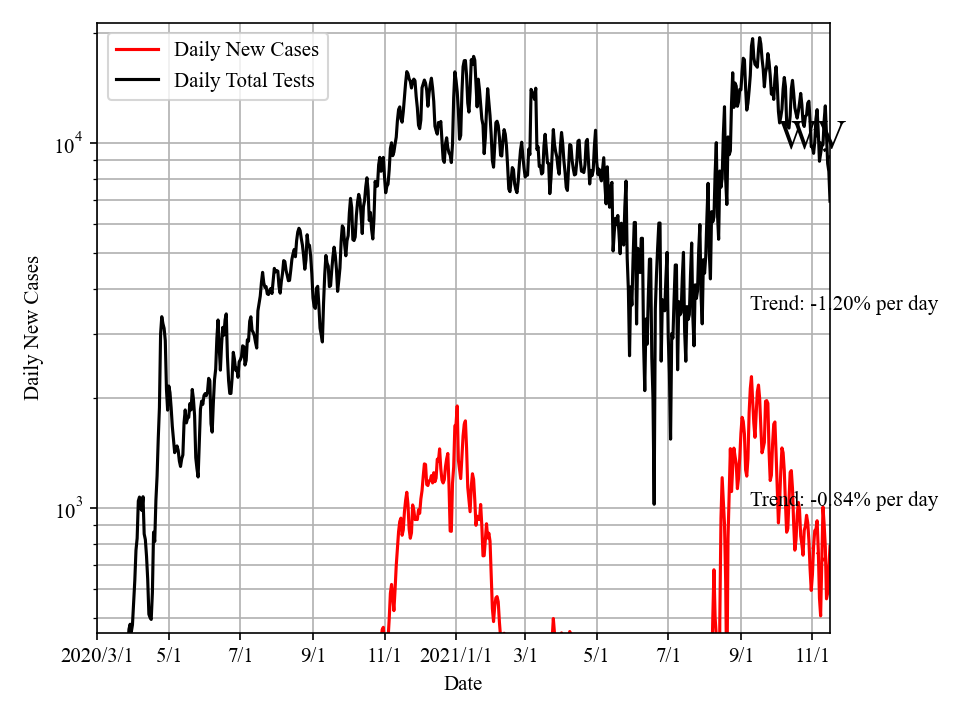 Daily New Cases
Daily Total Tests
10^4
WV
Daily New Cases
Trend: -1.20% per day
Trend: -0.84% per day
10^3
2020/3/1 5/1 7/1 9/1 11/1 2021/1/1 3/1 5/1 7/1 9/1 11/1
Date